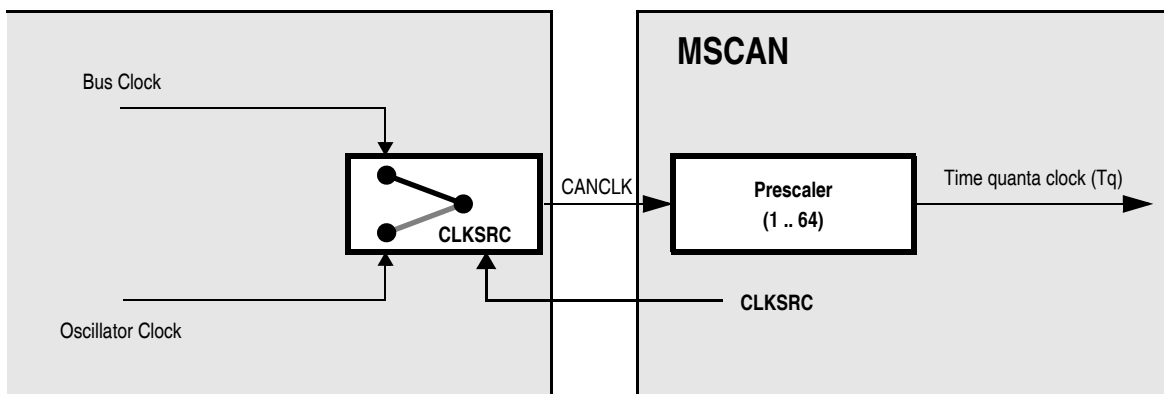 MSCAN
Bus Clock
CANCLK
Prescaler
(1 .. 64)
Time quanta clock (Tq)
CLKSRC
CLKSRC
Oscillator Clock